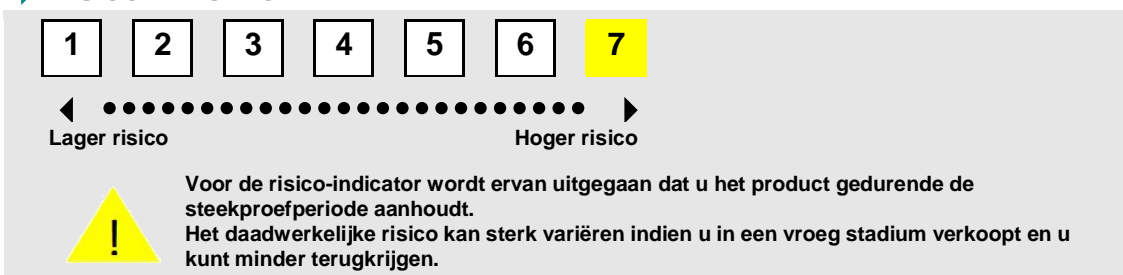 1 2 3 4 5 6 7
Lager risico Hoger risico
!
Voor de risico-indicator wordt ervan uitgegaan dat u het product gedurende de
steekproefperiode aanhoudt.
Het daadwerkelijke risico kan sterk variëren indien u in een vroeg stadium verkoopt en u
kunt minder terugkrijgen.